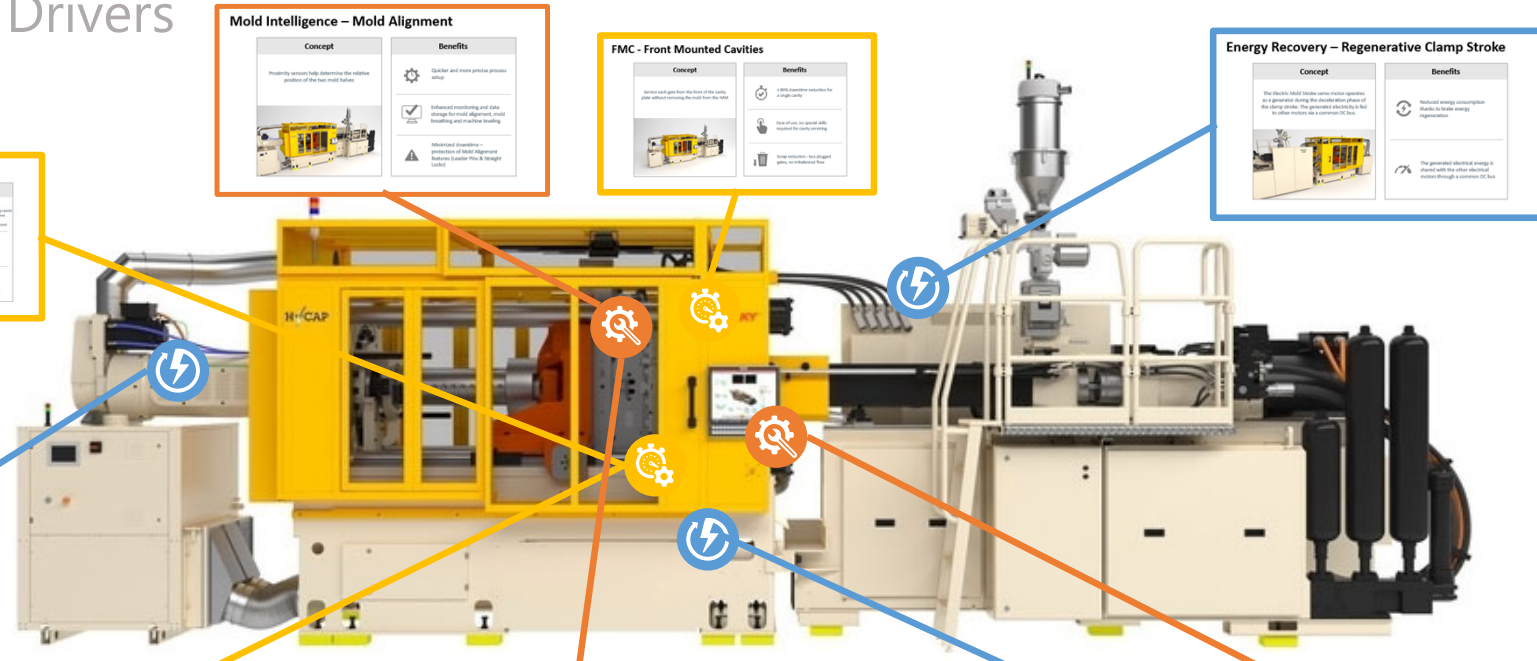 Drivers
Mold Intelligence – Mold Alignment
Concept
Benefits
Proximity sensors help determine the relative
position of the two mold halves
Quicker and more precise process
setup
Enhanced monitoring and data
storage for mold alignment, mold
breathing and machine leveling
Minimized downtime –
protection of Mold Alignment
features (Leader Pins & Straight
Locks)
FMC - Front Mounted Cavities
Concept
Benefits
Service each gate from the front of the cavity
plate without removing the mold from the IMM
downtime reduction for
a single cavity
Ease of use, no special skills
required for cavity servicing
Scrap reduction - less plugged
gates, no imbalanced flow
Energy Recovery – Regenerative Clamp Stroke
Concept
Benefits
The Electric Mold Stroke servo motor operates
as a generator during the deceleration phase of
the clamp stroke. The generated electricity is fed
to other motors via a common DC bus.
Reduced energy consumption
thanks to brake energy
regeneration
The generated electrical energy is
shared with the other electrical
motors through a common DC bus
HyCAP
KY